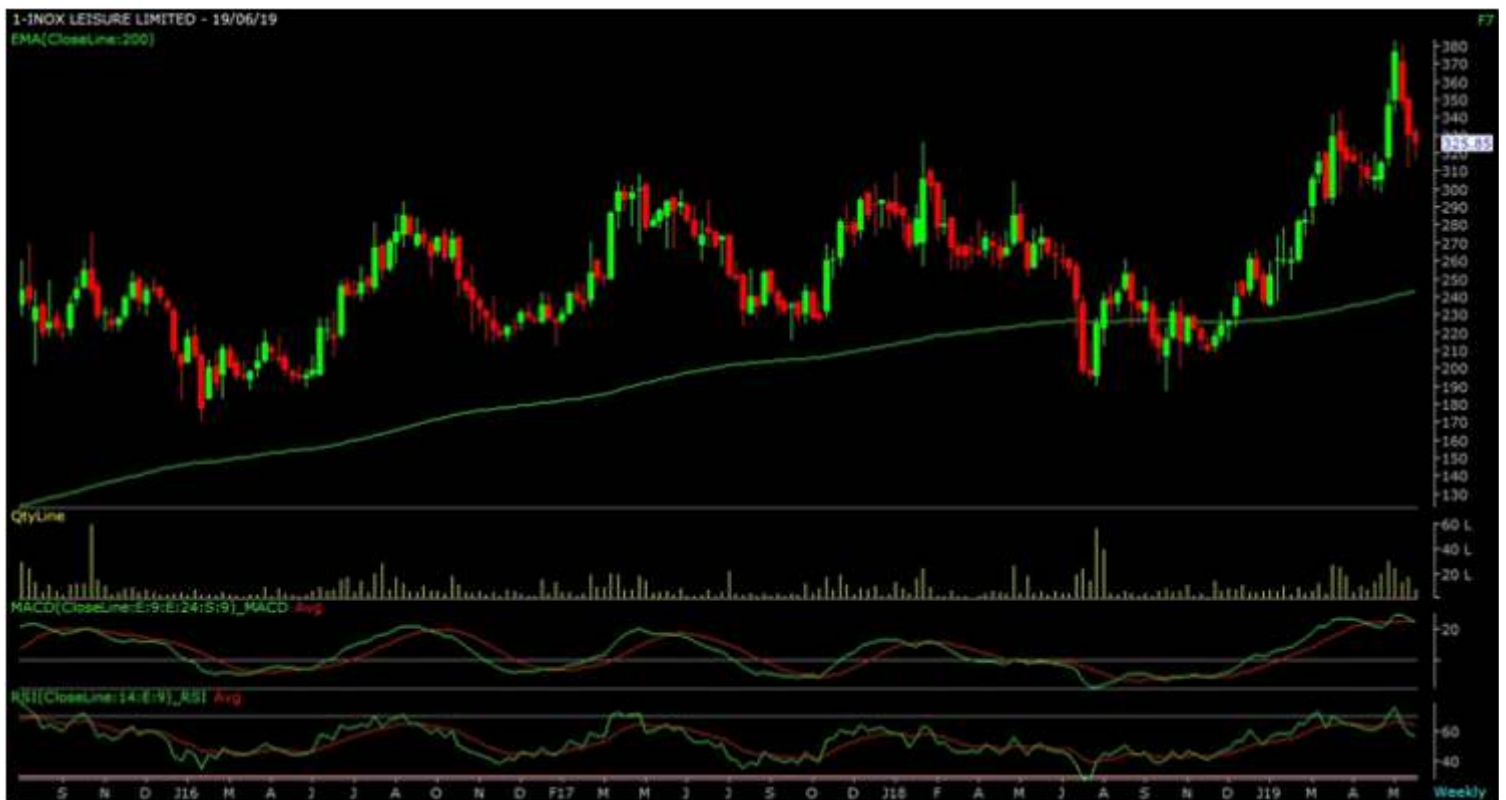 1-INOX LEISURE LIMITED - 19/06/19
F7
EMA(CloseLine:200)
380
370
360
350
340
325.85
320
310
300
290
280
270
260
250
240
230
220
210
200
190
180
170
160
150
140
130
QtyLine
60 L
40 L
20 L
MACD(CloseLine:E:9:E:24:S:9)_MACD Avg
20
RSI(CloseLine:14:E:9)_RSI Avg
60
40
S N D J16 M A J J A O N D F17 M M J J S O D J18 F A M J A S N D J19 M A M Weekly